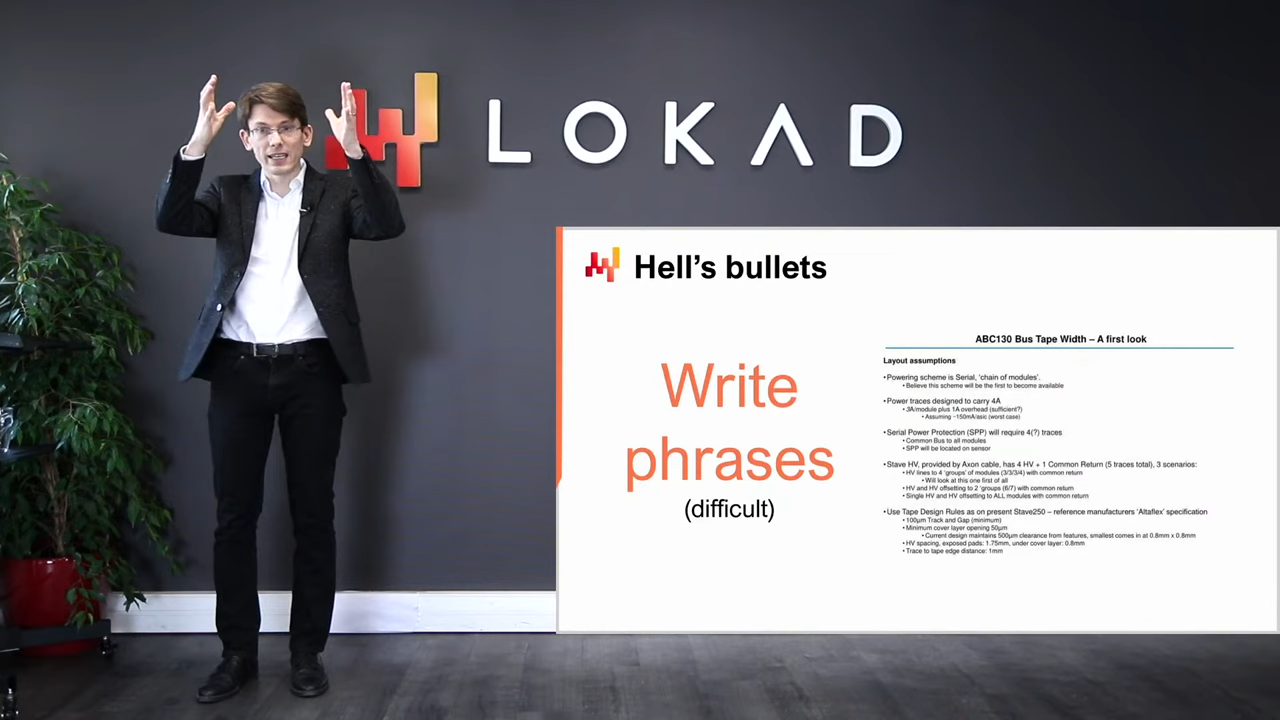 LOKAD
Hell's bullets
Write
phrases
(difficult)
ABC130 Bus Tape Width – A first look
Layout assumptions
•Powering scheme is Serial, 'chain of modules'.
•Believe this scheme will be the first to become available
•Power traces designed to carry 4A
•3A/module plus 1A overhead (sufficient?)
•Assuming ~150mA/asic (worst case)
•Serial Power Protection (SPP) will require 4(?) traces
•Common Bus to all modules
•SPP will be located on sensor
•Stave HV, provided by Axon cable, has 4 HV + 1 Common Return (5 traces total), 3 scenarios:
•HV lines to 4 'groups' of modules (3/3/3/4) with common return
•Will look at this one first of all
•HV and HV offsetting to 2 'groups (6/7) with common return
•Single HV and HV offsetting to ALL modules with common return
•Use Tape Design Rules as on present Stave250 – reference manufacturers 'Altaflex' specification
•100µm Track and Gap (minimum)
•Minimum cover layer opening 50µm
•Current design maintains 500µm clearance from features, smallest comes in at 0.8mm x 0.8mm
•HV spacing, exposed pads: 1.75mm, under cover layer: 0.8mm
•Trace to tape edge distance: 1mm